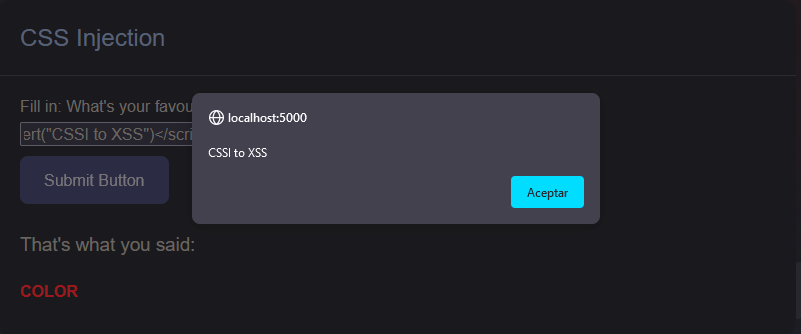 CSS Injection
Fill in: What's your favou
localhost:5000
ert("CSSI to XSS")</scri
CSSI to XSS
Submit Button
Aceptar
That's what you said:
COLOR